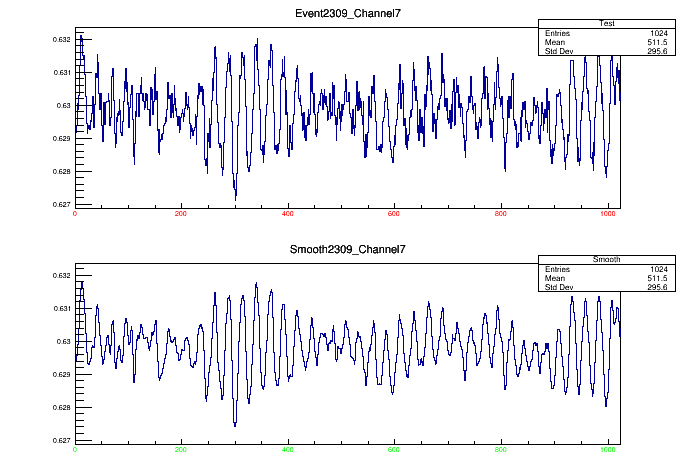 Event2309_Channel7
Test
Entries 1024
Mean 511.5
Std Dev 295.6
0.632
0.631
0.63
0.629
0.628
0.627
0 200 400 600 800 1000
Smooth2309_Channel7
Smooth
Entries 1024
Mean 511.5
Std Dev 295.6
0.632
0.631
0.63
0.629
0.628
0.627
0 200 400 600 800 1000